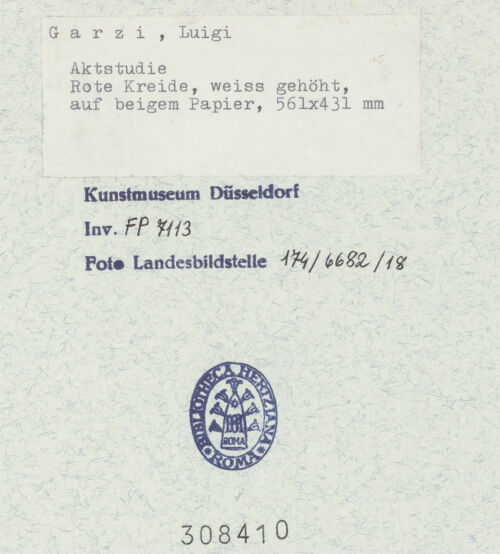 G a r z i , Luigi
Aktstudie
Rote Kreide, weiss gehöht,
auf beigem Papier, 561x431 mm
Kunstmuseum Düsseldorf
Inv. FP 7113
Foto Landesbildstelle 174/6682/18
BIBLIOTHECA HERTZIANA
ROMA
ROMA
308410